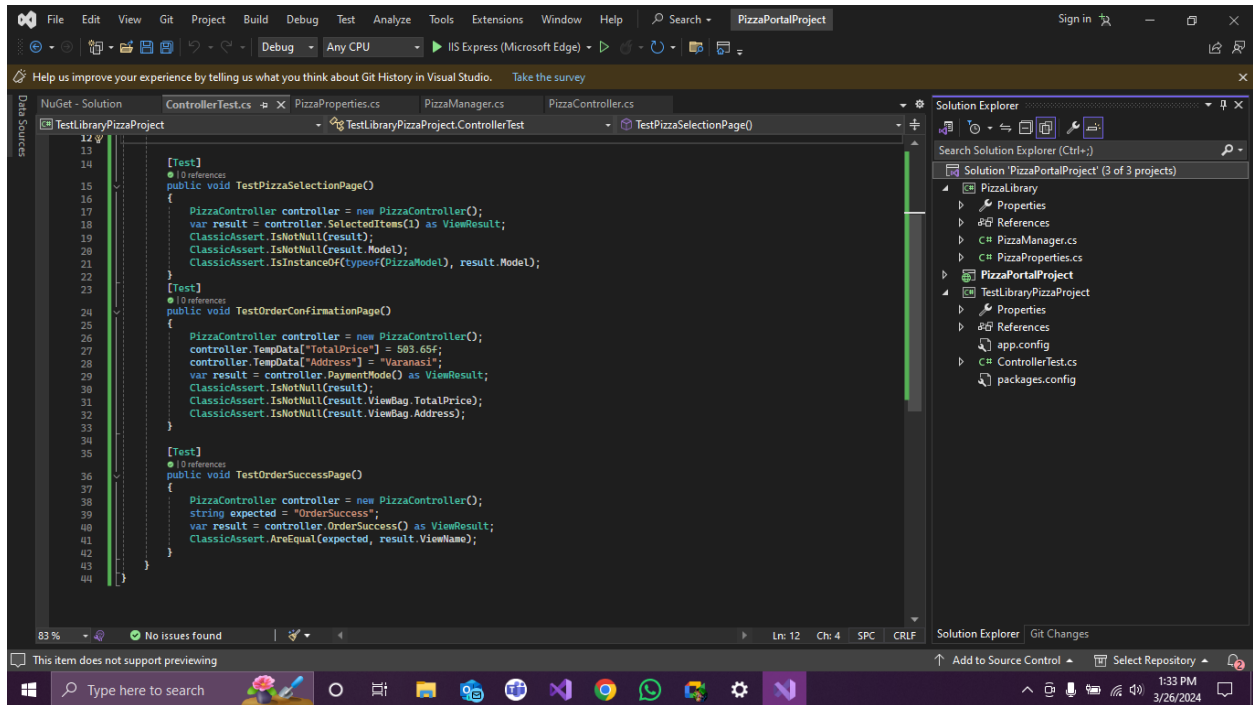 File Edit View Git Project Build Debug Test Analyze Tools Extensions Window Help Search PizzaPortalProject Sign in
Debug Any CPU IIS Express (Microsoft Edge)
Help us improve your experience by telling us what you think about Git History in Visual Studio. Take the survey
Data Sources
NuGet - Solution ControllerTest.cs PizzaProperties.cs PizzaManager.cs PizzaController.cs
TestLibraryPizzaProject TestLibraryPizzaProject.ControllerTest TestPizzaSelectionPage()
12
13
14 [Test]
0 references
15 public void TestPizzaSelectionPage()
16 {
17 PizzaController controller = new PizzaController();
18 var result = controller.SelectedItems(1) as ViewResult;
19 ClassicAssert.IsNotNull(result);
20 ClassicAssert.IsNotNull(result.Model);
21 ClassicAssert.IsInstanceOf(typeof(PizzaModel), result.Model);
22 }
23 [Test]
0 references
24 public void TestOrderConfirmationPage()
25 {
26 PizzaController controller = new PizzaController();
27 controller.TempData["TotalPrice"] = 503.65f;
28 controller.TempData["Address"] = "Varanasi";
29 var result = controller.PaymentMode() as ViewResult;
30 ClassicAssert.IsNotNull(result);
31 ClassicAssert.IsNotNull(result.ViewBag.TotalPrice);
32 ClassicAssert.IsNotNull(result.ViewBag.Address);
33 }
34
35 [Test]
0 references
36 public void TestOrderSuccessPage()
37 {
38 PizzaController controller = new PizzaController();
39 string expected = "OrderSuccess";
40 var result = controller.OrderSuccess() as ViewResult;
41 ClassicAssert.AreEqual(expected, result.ViewName);
42 }
43 }
44 }
83 % No issues found Ln: 12 Ch: 4 SPC CRLF
Solution Explorer
Search Solution Explorer (Ctrl+;)
Solution 'PizzaPortalProject' (3 of 3 projects)
C# PizzaLibrary
Properties
References
C# PizzaManager.cs
C# PizzaProperties.cs
PizzaPortalProject
C# TestLibraryPizzaProject
Properties
References
app.config
C# ControllerTest.cs
packages.config
Solution Explorer Git Changes
This item does not support previewing Add to Source Control Select Repository 2
Type here to search 1:33 PM
3/26/2024